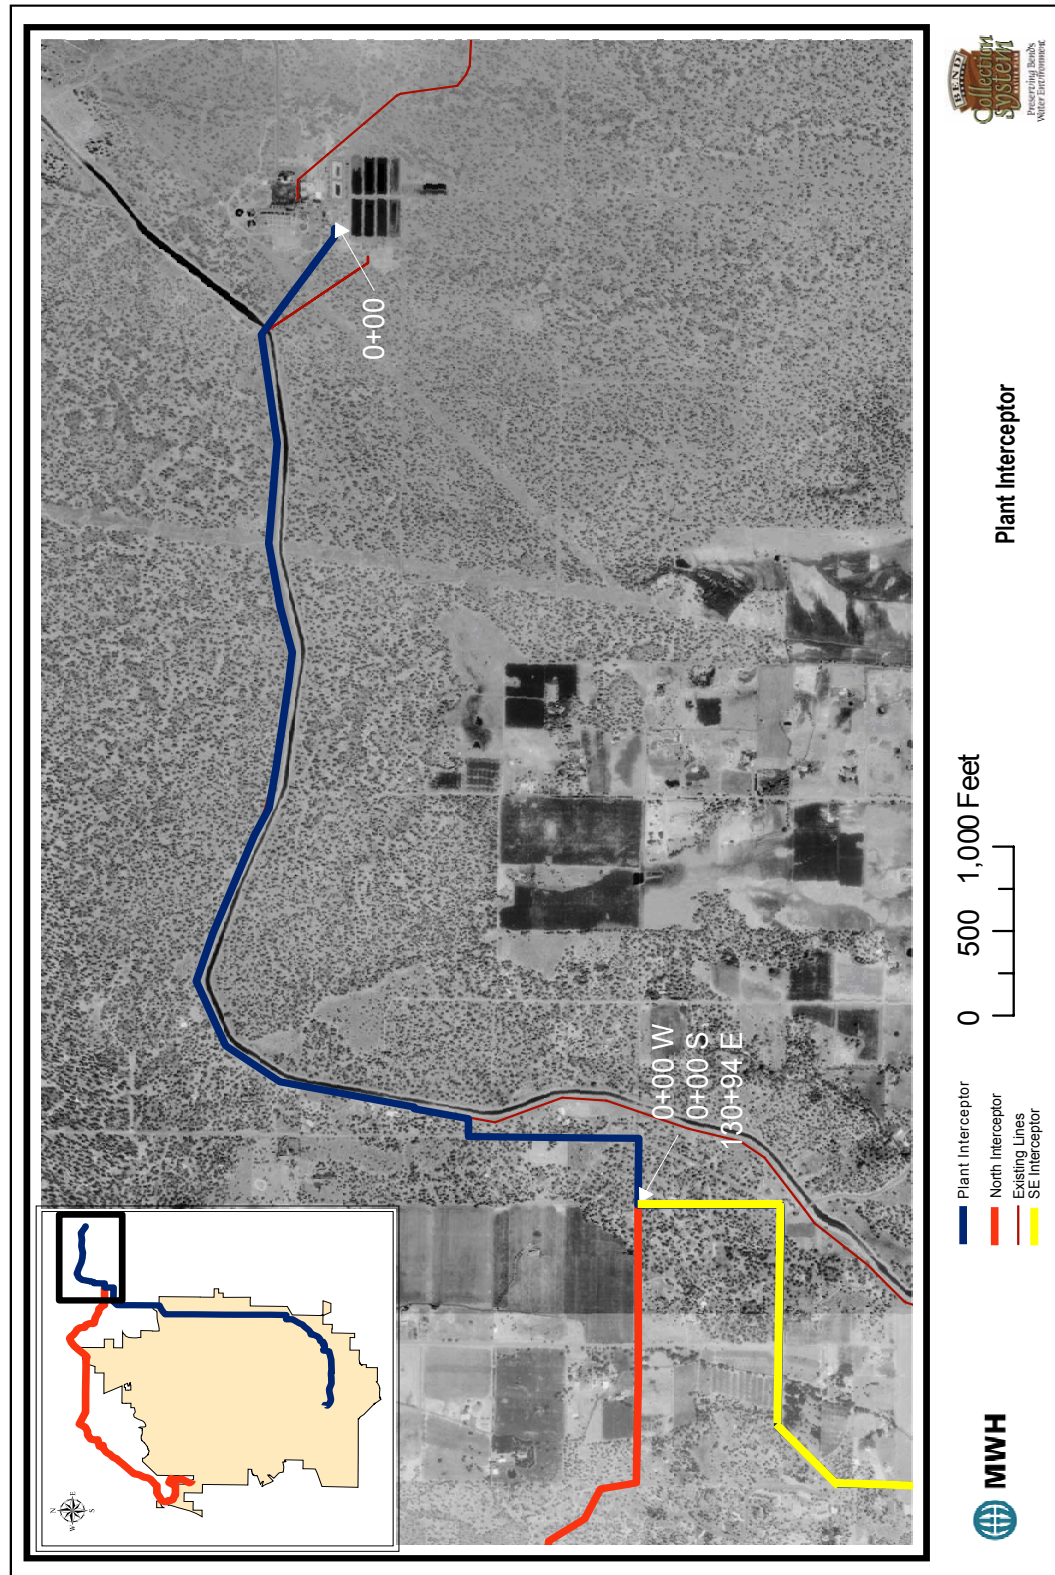 N
W
E
S
0+00
0+00 W
0+00 S
130+94 E
MWH
Plant Interceptor
North Interceptor
Existing Lines
SE Interceptor
0 500 1,000 Feet
Plant Interceptor
BEND
Collection
System
Preserving Bend's
Water Environment